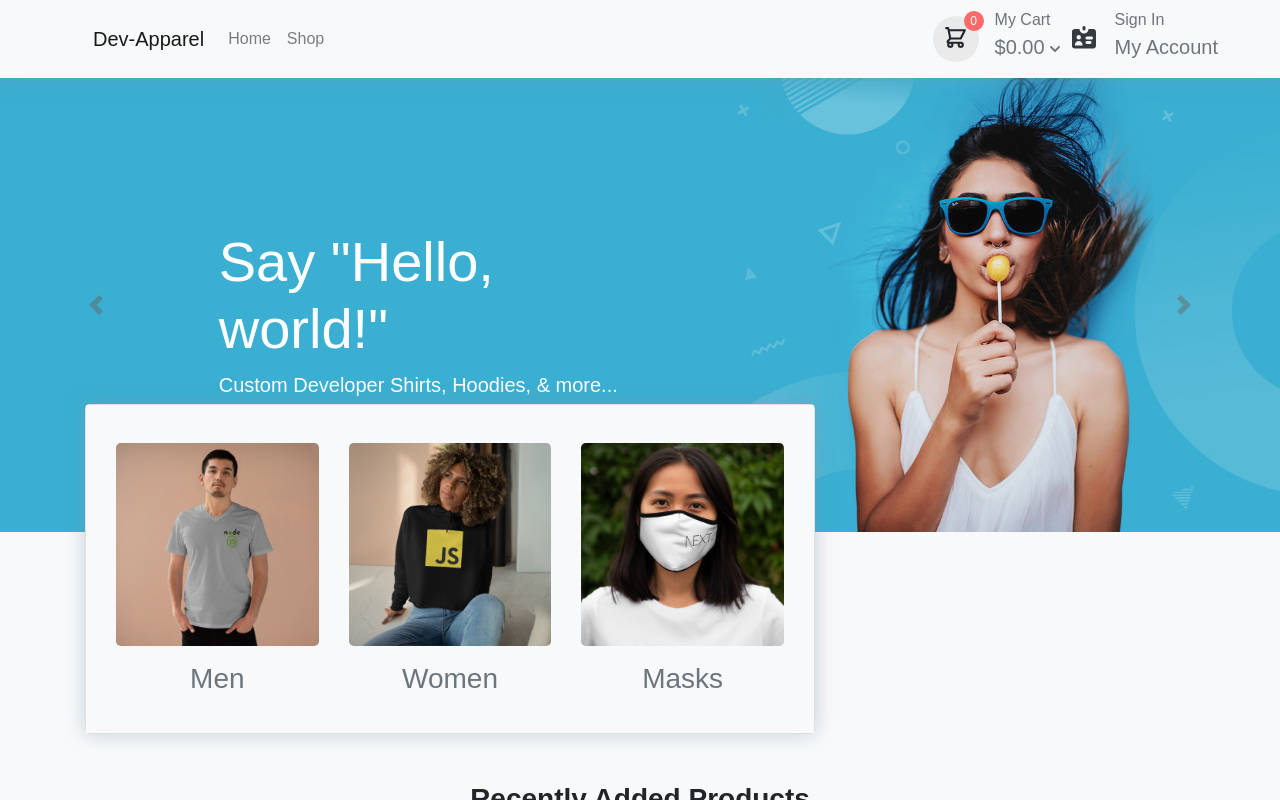 Dev-Apparel
Home
Shop
0
My Cart
$0.00
Sign In
My Account
Say "Hello,
world!"
Custom Developer Shirts, Hoodies, & more...
node
JS
NEXT
Men
Women
Masks
Recently Added Products